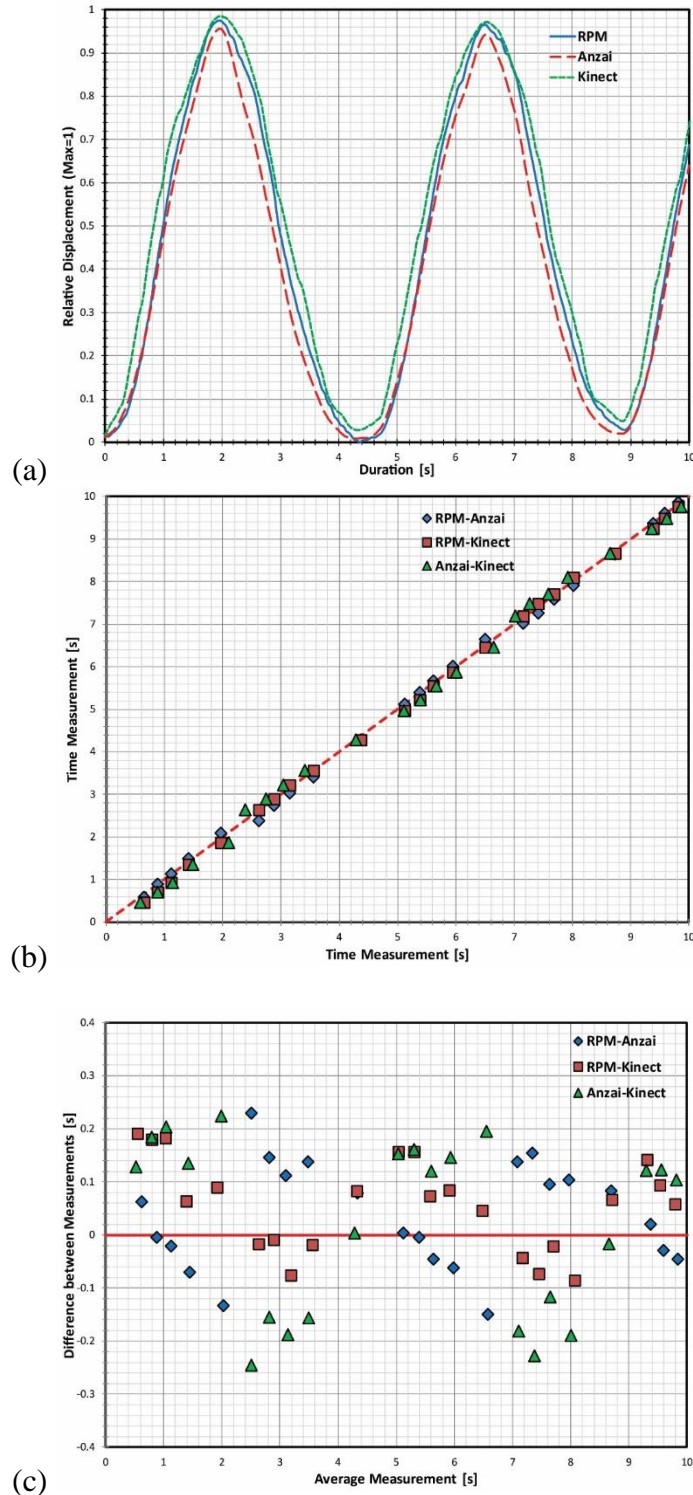 1
0.9
0.8
0.7
0.6
0.5
0.4
0.3
0.2
0.1
0
Relative Displacement (Max=1)
RPM
Anzai
Kinect
0 1 2 3 4 5 6 7 8 9 10
Duration [s]
(a)
10
9
8
7
6
5
4
3
2
1
0
Time Measurement [s]
RPM-Anzai
RPM-Kinect
Anzai-Kinect
0 1 2 3 4 5 6 7 8 9 10
Time Measurement [s]
(b)
0.4
0.3
0.2
0.1
0
-0.1
-0.2
-0.3
-0.4
Difference between Measurements [s]
RPM-Anzai
RPM-Kinect
Anzai-Kinect
0 1 2 3 4 5 6 7 8 9 10
Average Measurement [s]
(c)